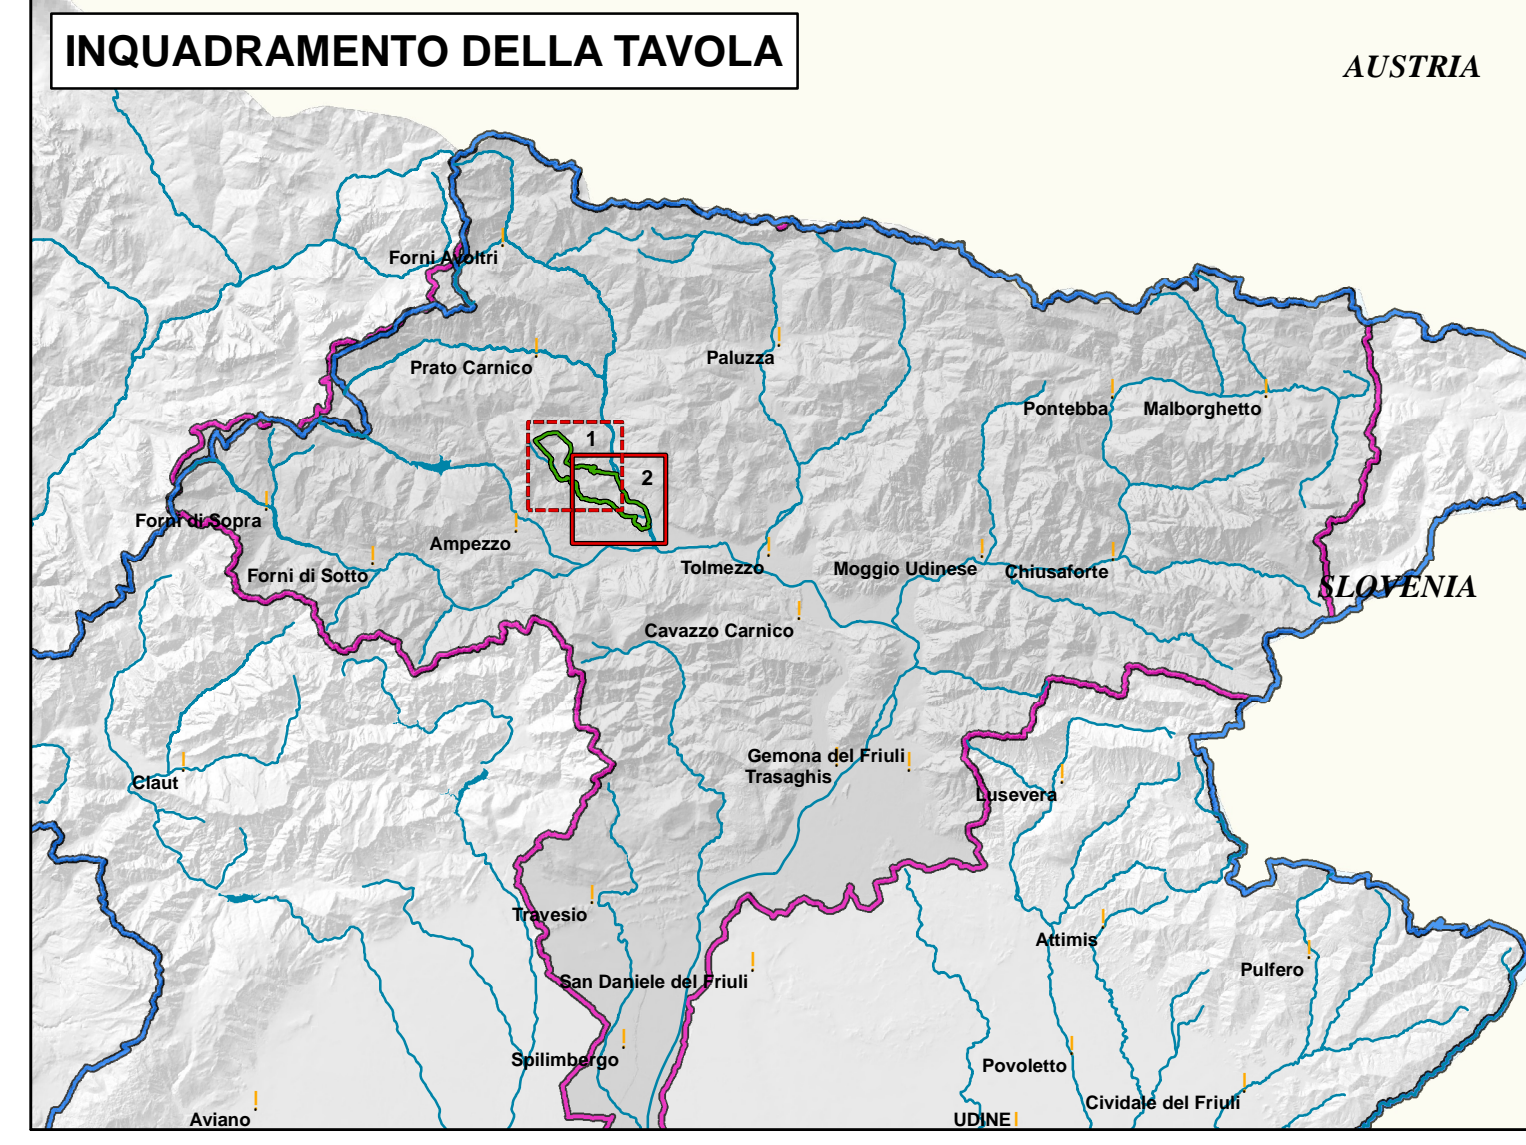 INQUADRAMENTO DELLA TAVOLA
AUSTRIA
Forni Avoltri
Prato Carnico
Paluzza
Pontebba
Malborghetto
1
2
Forni di Sopra
Ampezzo
Forni di Sotto
Tolmezzo
Moggio Udinese
Chiusaforte
SLOVENIA
Cavazzo Carnico
Gemona del Friuli
Trasaghis
Claut
Lusevera
Travesio
Attimis
Pulfero
San Daniele del Friuli
Spilimbergo
Povoletto
Cividale del Friuli
Aviano
UDINE